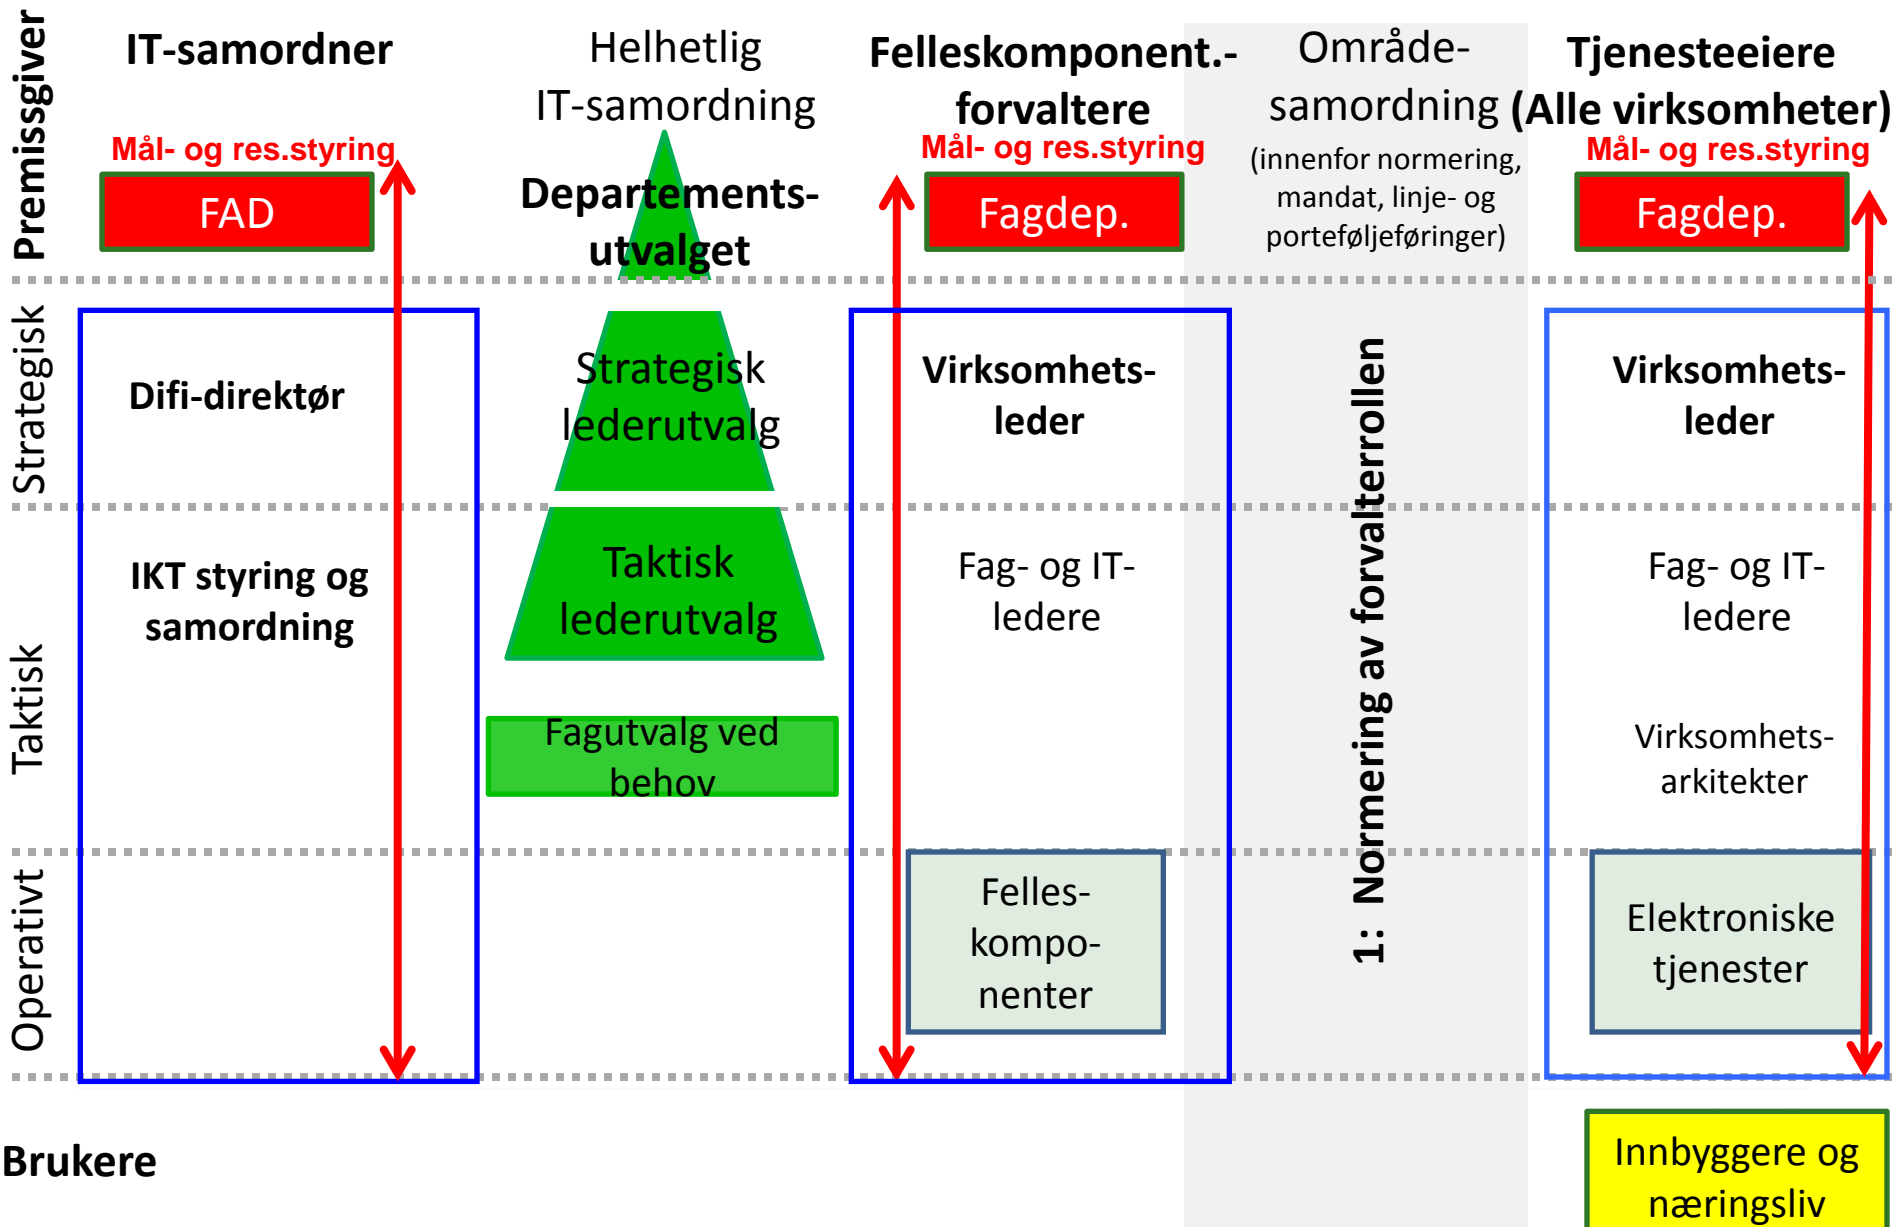 Premissgiver
IT-samordner
Mål- og res.styring
FAD
Helhetlig
IT-samordning
Departements-
utvalget
Felleskomponent.-
forvaltere
Mål- og res.styring
Fagdep.
Område-
samordning
(innenfor normering,
mandat, linje- og
porteføljeføringer)
Tjenesteeiere
(Alle virksomheter)
Mål- og res.styring
Fagdep.
Strategisk
Difi-direktør
Strategisk
lederutvalg
Virksomhets-
leder
1:  Normering av forvalterrollen
Virksomhets-
leder
Taktisk
IKT styring og
samordning
Taktisk
lederutvalg
Fagutvalg ved
behov
Fag- og IT-
ledere
Fag- og IT-
ledere
Virksomhets-
arkitekter
Operativt
Felles-
kompo-
nenter
Elektroniske
tjenester
Brukere
Innbyggere og
næringsliv